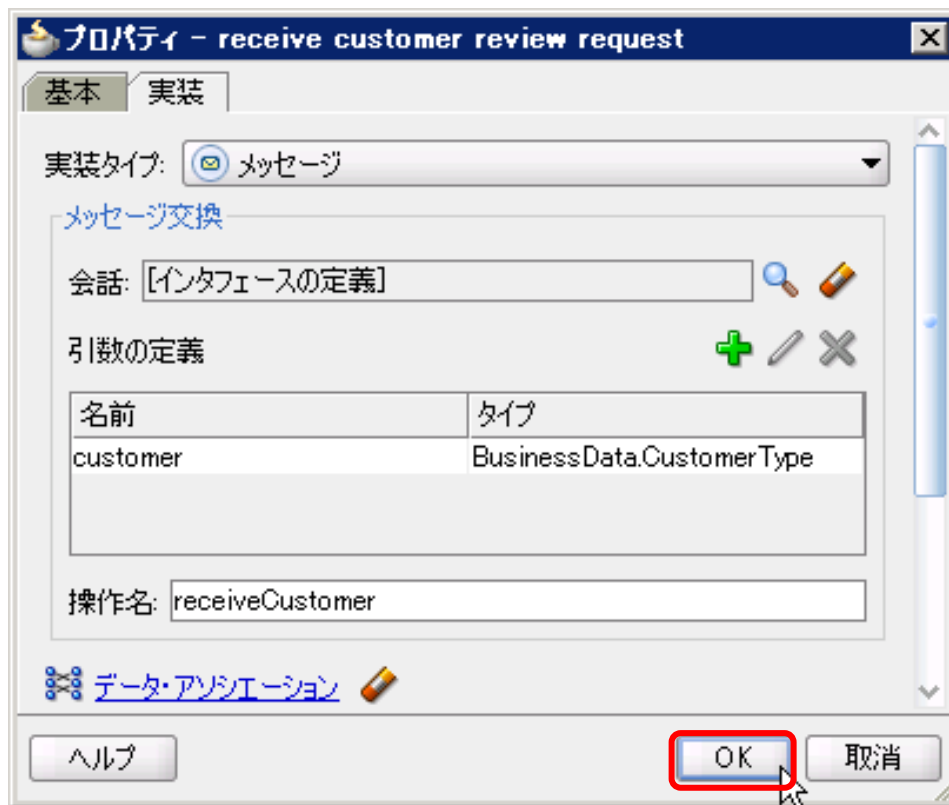 プロパティ - receive customer review request
基本 実装
実装タイプ: メッセージ
メッセージ交換
会話: [インタフェースの定義]
引数の定義
名前 タイプ
customer BusinessData.CustomerType
操作名: receiveCustomer
データ・アソシエーション
ヘルプ OK 取消